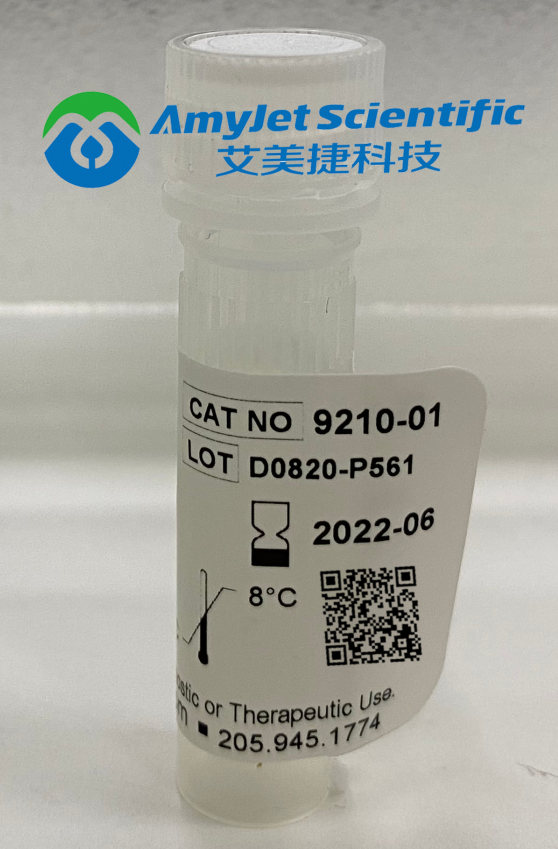 AmyJet Scientific
艾美捷科技
CAT NO 9210-01
LOT D0820-P561
2022-06
8°C
or Therapeutic Use.
205.945.1774